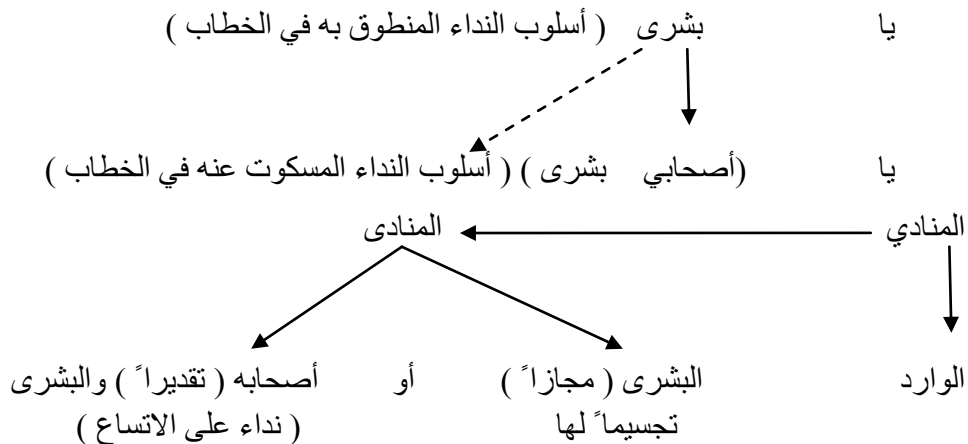 يا بشرى ( أسلوب النداء المنطوق به في الخطاب )
يا (أصحابي بشرى ) ( أسلوب النداء المسكوت عنه في الخطاب )
المنادي المنادى
الوارد البشرى ( مجازاً ) أو أصحابه ( تقديراً ) والبشرى
تجسيماً لها ( نداء على الاتساع )